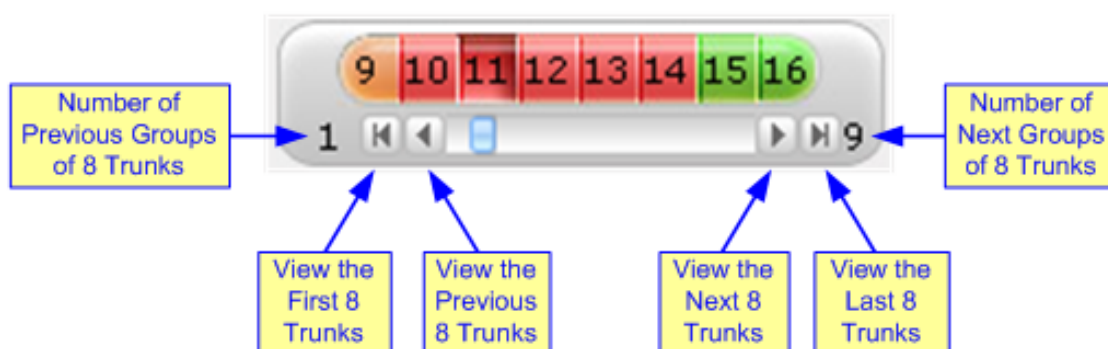 9 10 11 12 13 14 15 16
Number of
Previous Groups
of 8 Trunks
1
9
Number of
Next Groups
of 8 Trunks
View the
First 8
Trunks
View the
Previous
8 Trunks
View the
Next 8
Trunks
View the
Last 8
Trunks